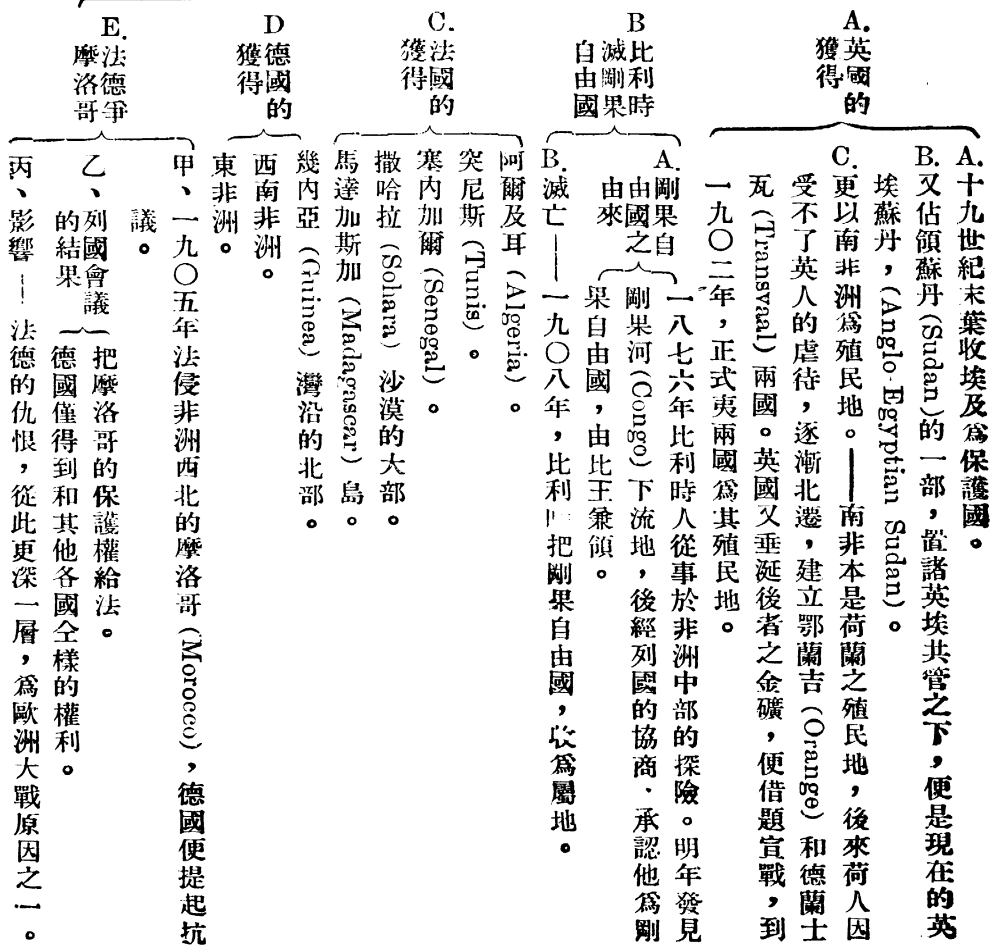 A.英國的
獲得
A.十九世紀末葉收埃及爲保護國。
B.又佔領蘇丹(Sudan)的一部，置諸英埃共管之下，便是現在的英
埃蘇丹，(Anglo-Egyptian Sudan)。
C.更以南非洲爲殖民地。——南非本是荷蘭之殖民地，後來荷人因
受不了英人的虐待，逐漸北遷，建立鄂蘭吉(Orange)和德蘭士
瓦(Transvaal)兩國。英國又垂涎後者之金礦，便借題宣戰，到
一九〇二年，正式夷兩國爲其殖民地。
B比利時
滅剛果
自由國
A.剛果自
由國之
由來
一八七六年比利時人從事於非洲中部的探險。明年發見
剛果河(Congo)下流地，後經列國的協商、承認他爲剛
果自由國，由比王兼領。
B.滅亡——一九〇八年，比利 把剛果自由國，收爲屬地。
C.法國的
獲得
阿爾及耳(Algeria)。
突尼斯(Tunis)。
塞內加爾(Senegal)。
撒哈拉(Sohara)沙漠的大部。
馬達加斯加(Madagascar)島。
幾內亞(Guinea)灣沿的北部。
D德國的
獲得
西南非洲。
東非洲。
E.法德爭
摩洛哥
甲、一九〇五年法侵非洲西北的摩洛哥(Morocco)，德國便提起抗
議。
乙、列國會議
的結果
把摩洛哥的保護權給法。
德國僅得到和其他各國仝樣的權利。
丙、影響——法德的仇恨，從此更深一層，爲歐洲大戰原因之一。